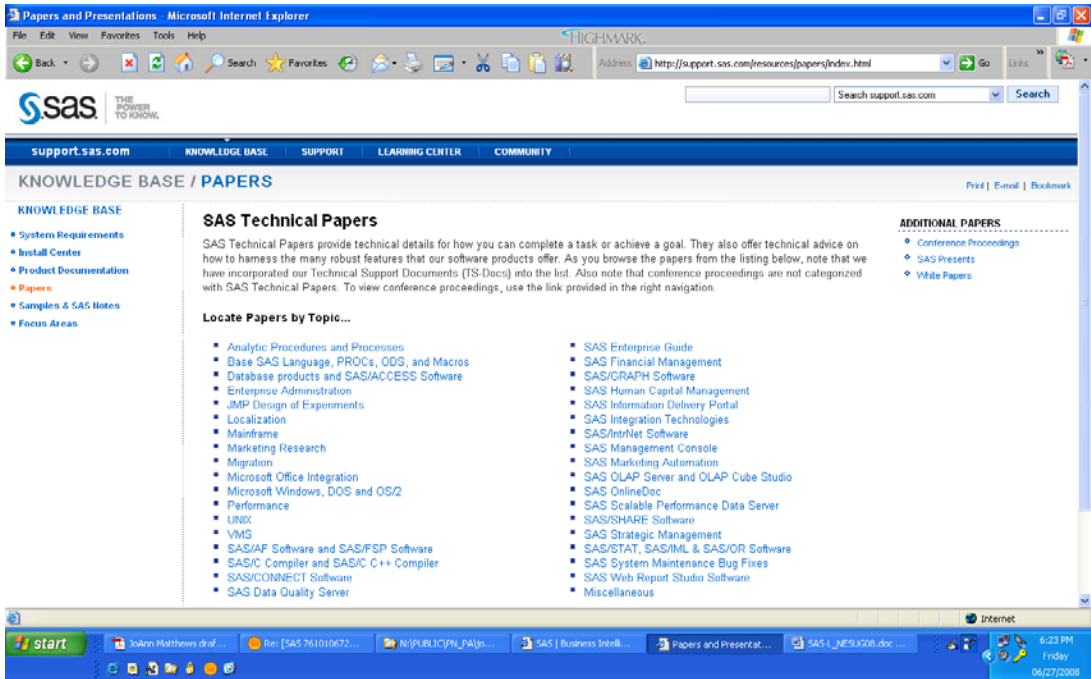 Papers and Presentations - Microsoft Internet Explorer
File Edit View Favorites Tools Help
HIGHMARK.
Back Search Favorites Address http://support.sas.com/resources/papers/index.html Go Links »
sas THE POWER TO KNOW.
Search support.sas.com Search
support.sas.com KNOWLEDGE BASE SUPPORT LEARNING CENTER COMMUNITY
KNOWLEDGE BASE / PAPERS
Print | E-mail | Bookmark
KNOWLEDGE BASE
System Requirements
Install Center
Product Documentation
Papers
Samples & SAS Notes
Focus Areas
SAS Technical Papers
SAS Technical Papers provide technical details for how you can complete a task or achieve a goal. They also offer technical advice on
how to harness the many robust features that our software products offer. As you browse the papers from the listing below, note that we
have incorporated our Technical Support Documents (TS-Docs) into the list. Also note that conference proceedings are not categorized
with SAS Technical Papers. To view conference proceedings, use the link provided in the right navigation.
Locate Papers by Topic...
Analytic Procedures and Processes
Base SAS Language, PROCs, ODS, and Macros
Database products and SAS/ACCESS Software
Enterprise Administration
JMP Design of Experiments
Localization
Mainframe
Marketing Research
Migration
Microsoft Office Integration
Microsoft Windows, DOS and OS/2
Performance
UNIX
VMS
SAS/AF Software and SAS/FSP Software
SAS/C Compiler and SAS/C C++ Compiler
SAS/CONNECT Software
SAS Data Quality Server
SAS Enterprise Guide
SAS Financial Management
SAS/GRAPH Software
SAS Human Capital Management
SAS Information Delivery Portal
SAS Integration Technologies
SAS/IntrNet Software
SAS Management Console
SAS Marketing Automation
SAS OLAP Server and OLAP Cube Studio
SAS OnlineDoc
SAS Scalable Performance Data Server
SAS/SHARE Software
SAS Strategic Management
SAS/STAT, SAS/IML & SAS/OR Software
SAS System Maintenance Bug Fixes
SAS Web Report Studio Software
Miscellaneous
ADDITIONAL PAPERS
Conference Proceedings
SAS Presents
White Papers
Internet
start JoAnn Matthews draf... Re: [SAS 761010672... N:\PUBLIC\PN_PA\jo... SAS | Business Intelli... Papers and Presentat... SAS-L_NESUG08.doc ... 6:23 PM
Friday
06/27/2008